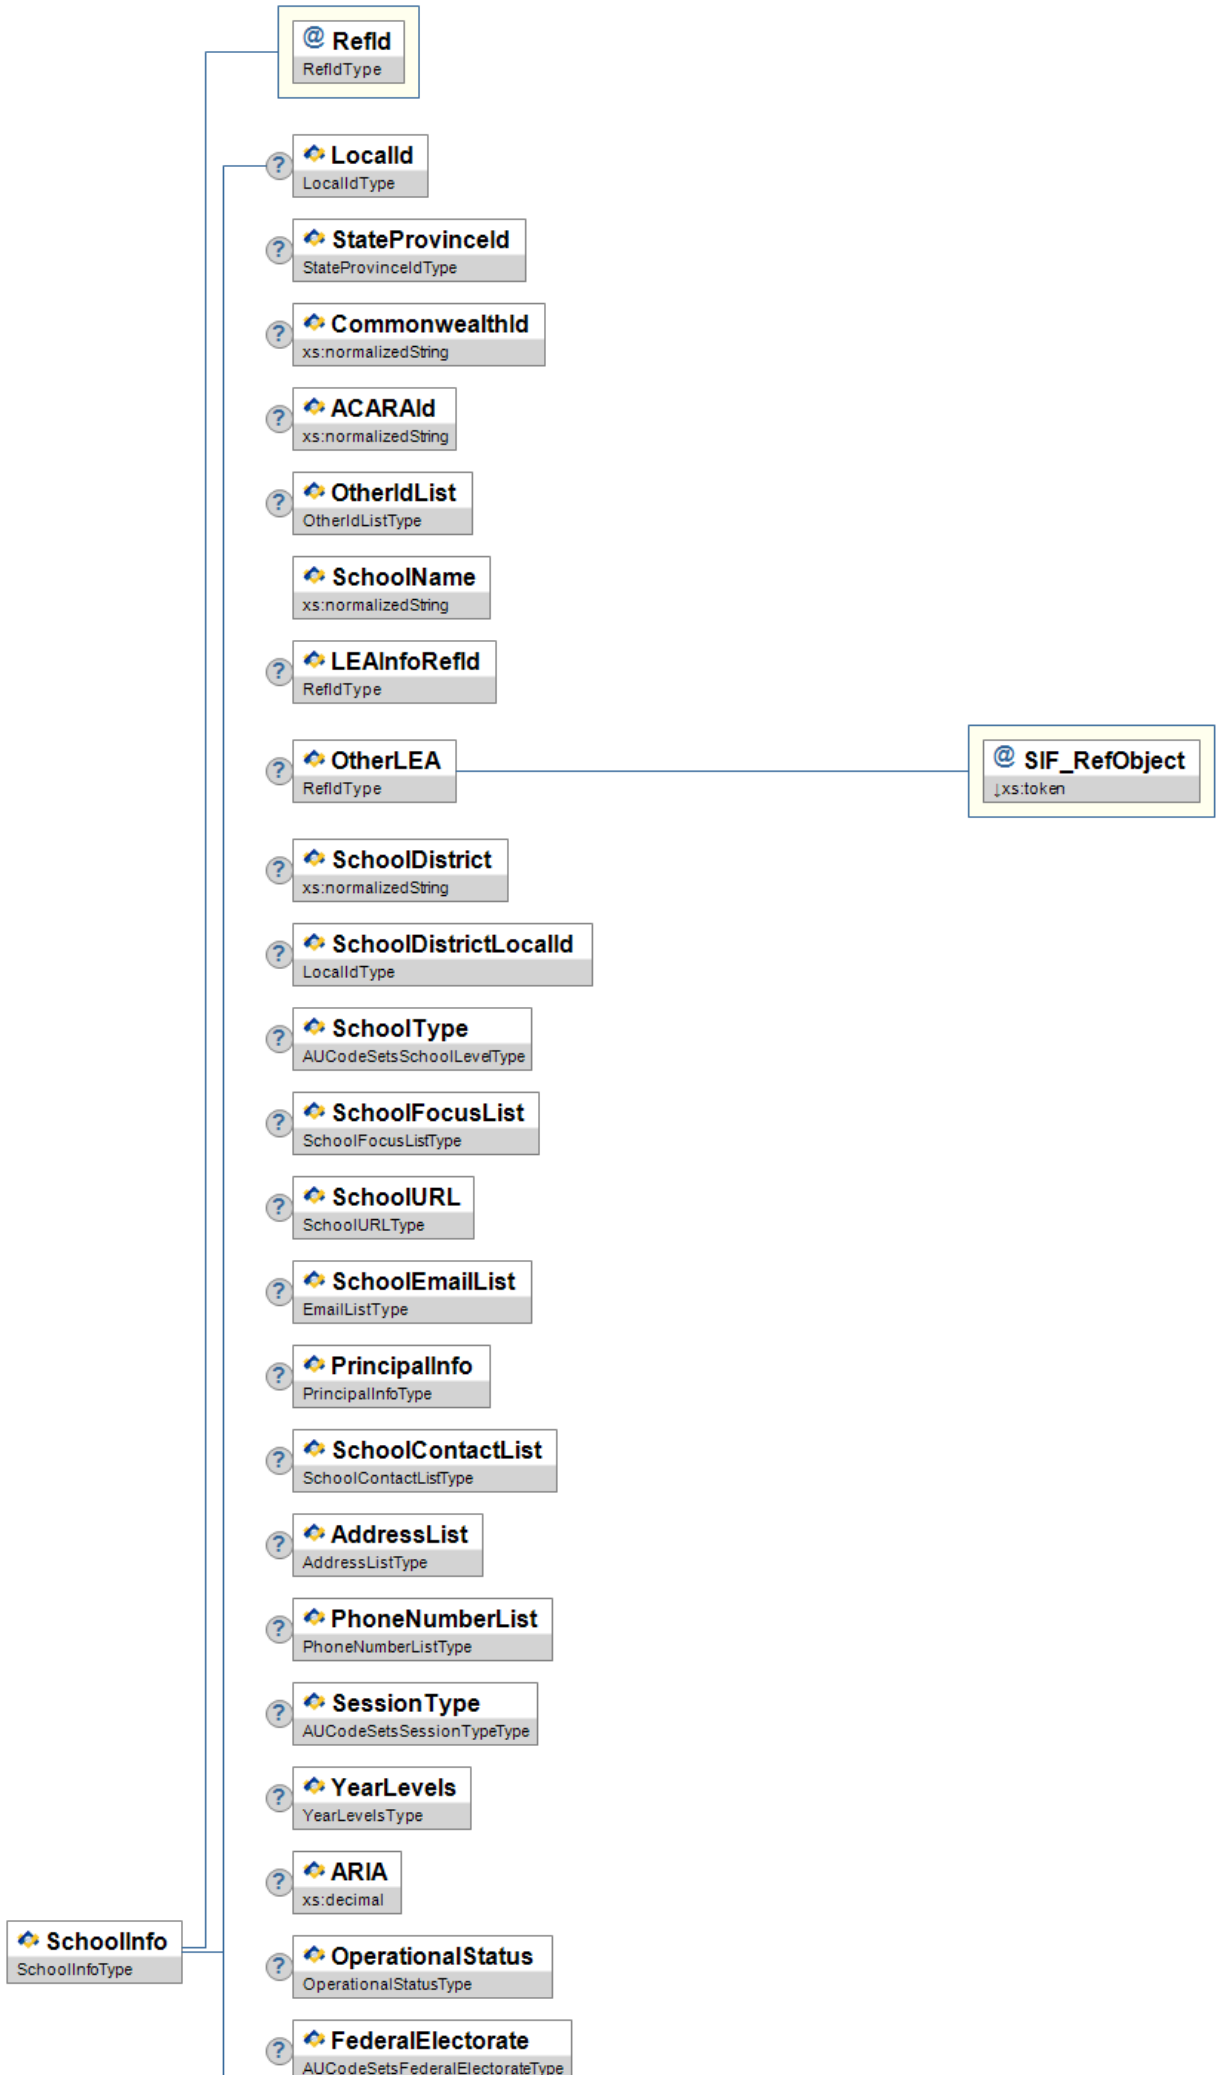 @ RefId
RefIdType
? LocalId
LocalIdType
? StateProvinceId
StateProvinceIdType
? CommonwealthId
xs:normalizedString
? ACARAId
xs:normalizedString
? OtherIdList
OtherIdListType
SchoolName
xs:normalizedString
? LEAInfoRefId
RefIdType
? OtherLEA
RefIdType
@ SIF_RefObject
↓xs:token
? SchoolDistrict
xs:normalizedString
? SchoolDistrictLocalId
LocalIdType
? SchoolType
AUCodeSetsSchoolLevelType
? SchoolFocusList
SchoolFocusListType
? SchoolURL
SchoolURLType
? SchoolEmailList
EmailListType
? PrincipalInfo
PrincipalInfoType
? SchoolContactList
SchoolContactListType
? AddressList
AddressListType
? PhoneNumberList
PhoneNumberListType
? SessionType
AUCodeSetsSessionTypeType
? YearLevels
YearLevelsType
? ARIA
xs:decimal
SchoolInfo
SchoolInfoType
? OperationalStatus
OperationalStatusType
? FederalElectorate
AUCodeSetsFederalElectorateType